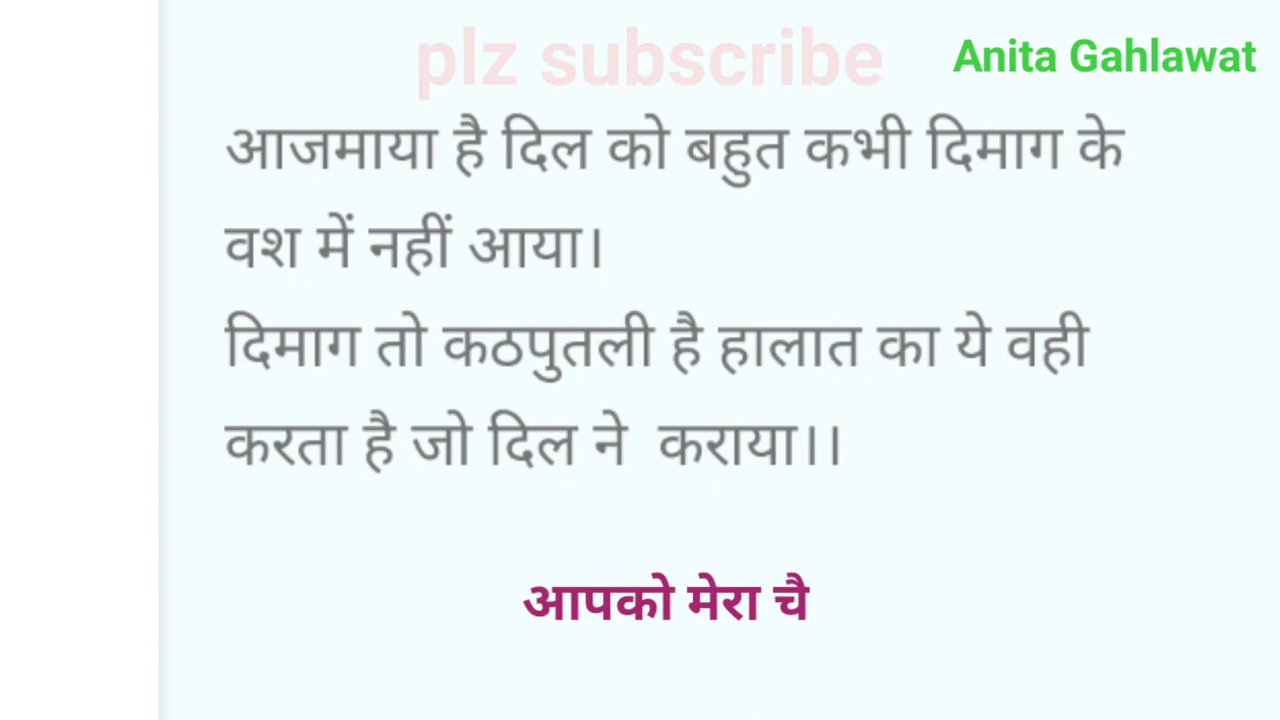 plz subscribe
Anita Gahlawat
आजमाया है दिल को बहुत कभी दिमाग के
वश में नहीं आया।
दिमाग तो कठपुतली है हालात का ये वही
करता है जो दिल ने कराया।।
आपको मेरा चै